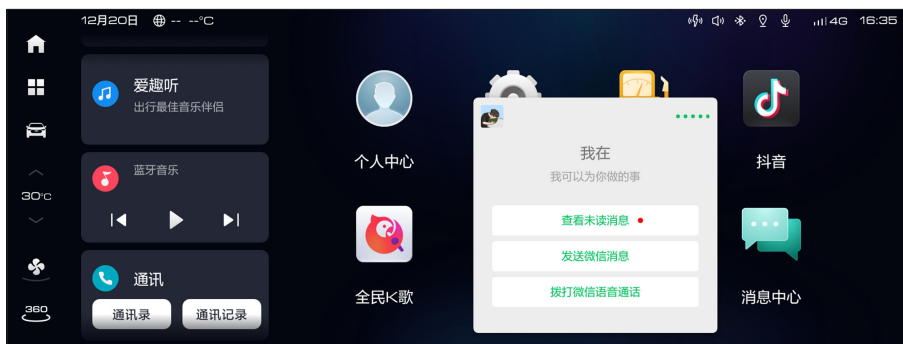 12月20日 -- --°C
4G 16:35
爱趣听
出行最佳音乐伴侣
蓝牙音乐
30°C
通讯
通讯录 通讯记录
360
个人中心
抖音
全民K歌
消息中心
我在
我可以为你做的事
查看未读消息
发送微信消息
拨打微信语音通话